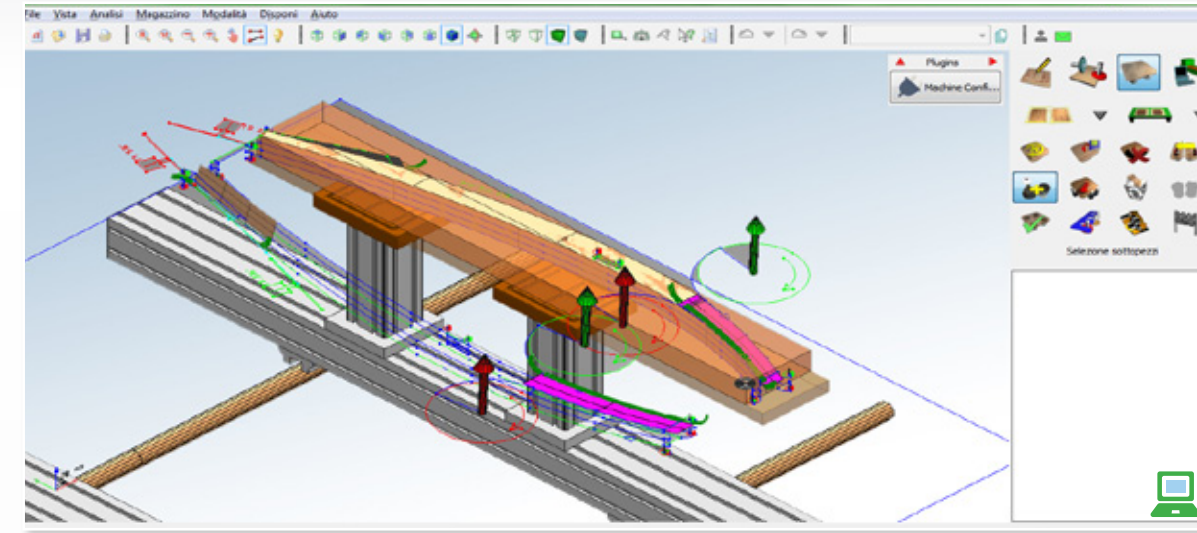 File Vista Analisi Magazzino Modalità Disponi Aiuto
Plugins
Machine Confi...
Selezione sottopezzi